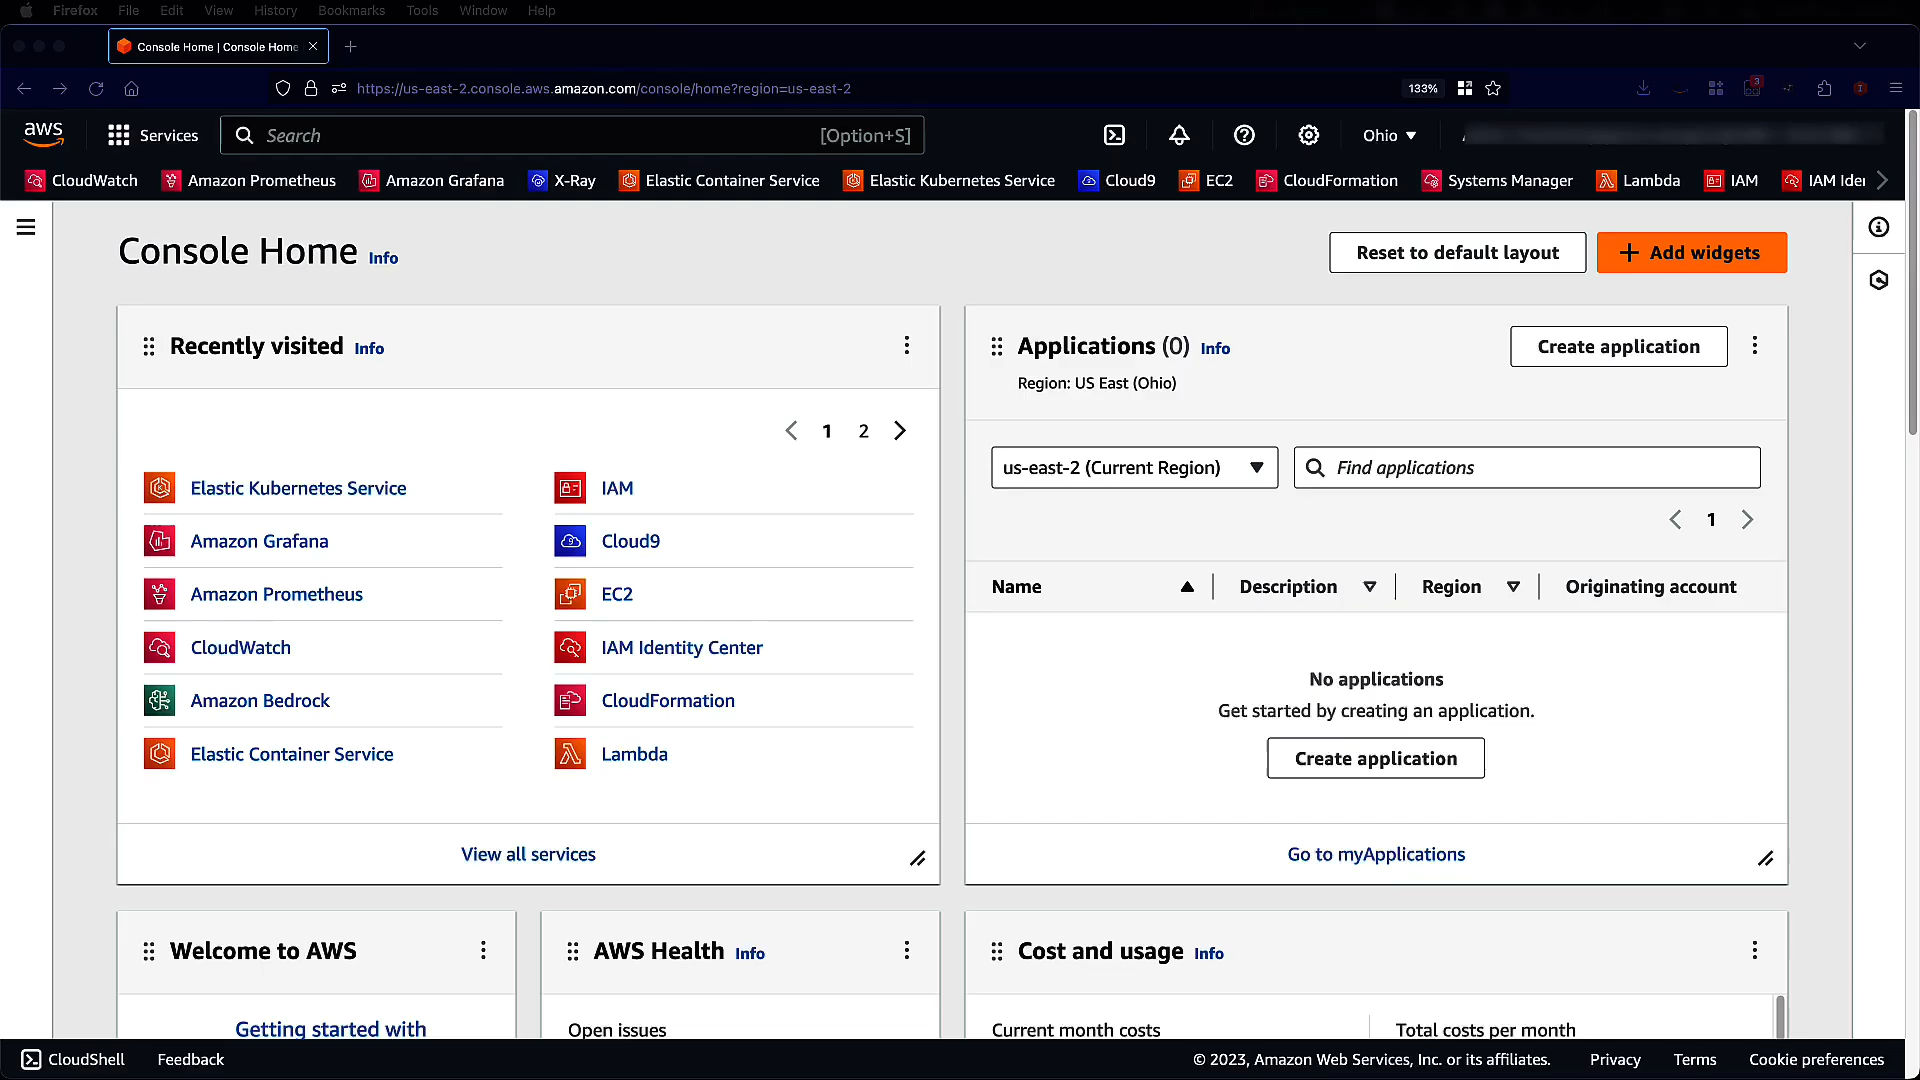 Firefox File Edit View History Bookmarks Tools Window Help
Console Home | Console Home
https://us-east-2.console.aws.amazon.com/console/home?region=us-east-2
133%
3
aws
Services
Search
[Option+S]
Ohio
CloudWatch Amazon Prometheus Amazon Grafana X-Ray Elastic Container Service Elastic Kubernetes Service Cloud9 EC2 CloudFormation Systems Manager Lambda IAM IAM Ider
Console Home Info
Reset to default layout
Add widgets
Recently visited Info
1 2
Elastic Kubernetes Service
Amazon Grafana
Amazon Prometheus
CloudWatch
Amazon Bedrock
Elastic Container Service
IAM
Cloud9
EC2
IAM Identity Center
CloudFormation
Lambda
View all services
Applications (0) Info
Region: US East (Ohio)
Create application
us-east-2 (Current Region)
Find applications
1
Name Description Region Originating account
No applications
Get started by creating an application.
Create application
Go to myApplications
Welcome to AWS
Getting started with
AWS Health Info
Open issues
Cost and usage Info
Current month costs
Total costs per month
CloudShell Feedback
© 2023, Amazon Web Services, Inc. or its affiliates. Privacy Terms Cookie preferences